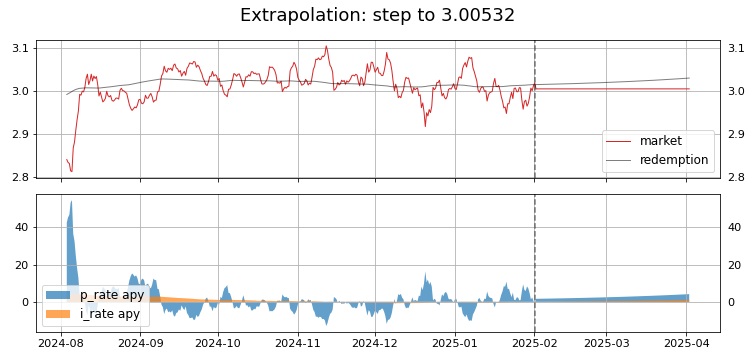 Extrapolation: step to 3.00532
3.1 3.1
3.0 3.0
2.9 2.9
2.8 2.8
market
redemption
40 40
20 20
0 0
p_rate apy
i_rate apy
2024-08 2024-09 2024-10 2024-11 2024-12 2025-01 2025-02 2025-03 2025-04